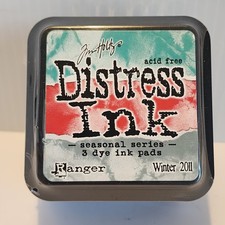 Tim Holtz
acid free
Distress
Ink
— seasonal series —
3 dye ink pads
Ranger
Winter 2011